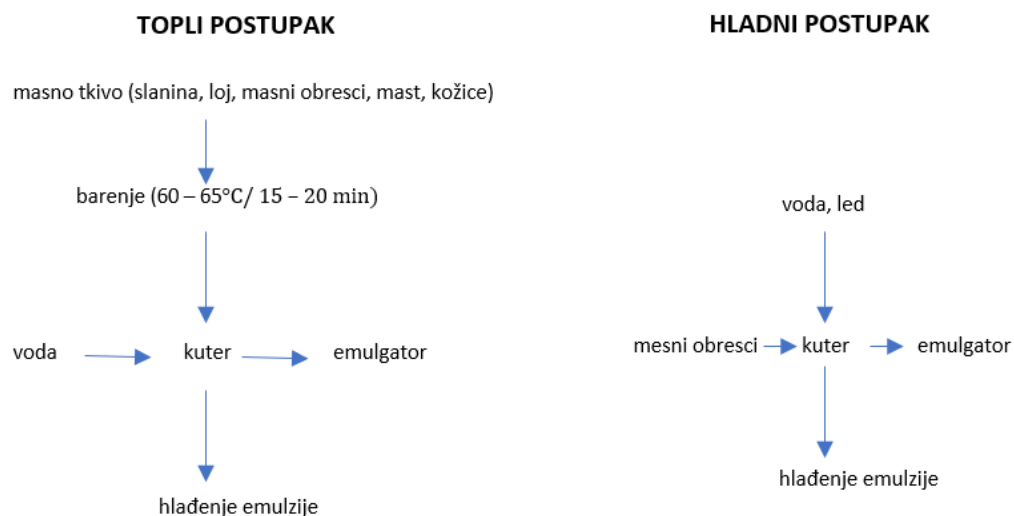 TOPLI POSTUPAK
masno tkivo (slanina, loj, masni obresci, mast, kožice)
barenje (60 – 65°C/ 15 – 20 min)
voda
kuter
emulgator
hlađenje emulzije
HLADNI POSTUPAK
voda, led
mesni obresci
kuter
emulgator
hlađenje emulzije